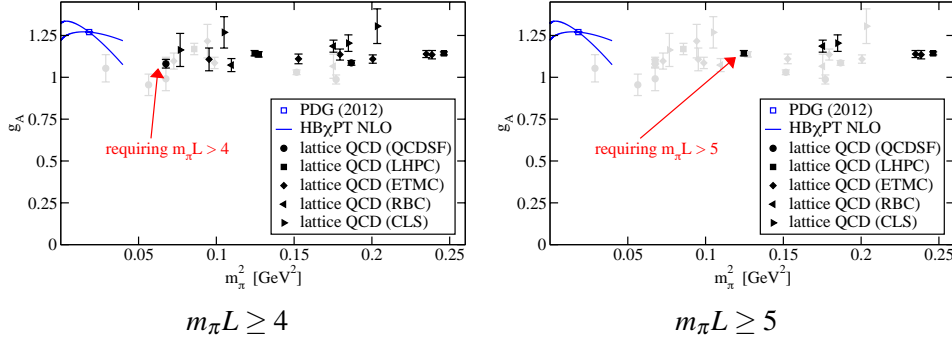 1.25
1
0.75
0.5
0.25
0
g_A
PDG (2012)
HBχPT NLO
lattice QCD (QCDSF)
lattice QCD (LHPC)
lattice QCD (ETMC)
lattice QCD (RBC)
lattice QCD (CLS)
requiring m_πL > 4
0 0.05 0.1 0.15 0.2 0.25
m_π^2 [GeV^2]
m_πL ≥ 4
1.25
1
0.75
0.5
0.25
0
g_A
PDG (2012)
HBχPT NLO
lattice QCD (QCDSF)
lattice QCD (LHPC)
lattice QCD (ETMC)
lattice QCD (RBC)
lattice QCD (CLS)
requiring m_πL > 5
0 0.05 0.1 0.15 0.2 0.25
m_π^2 [GeV^2]
m_πL ≥ 5